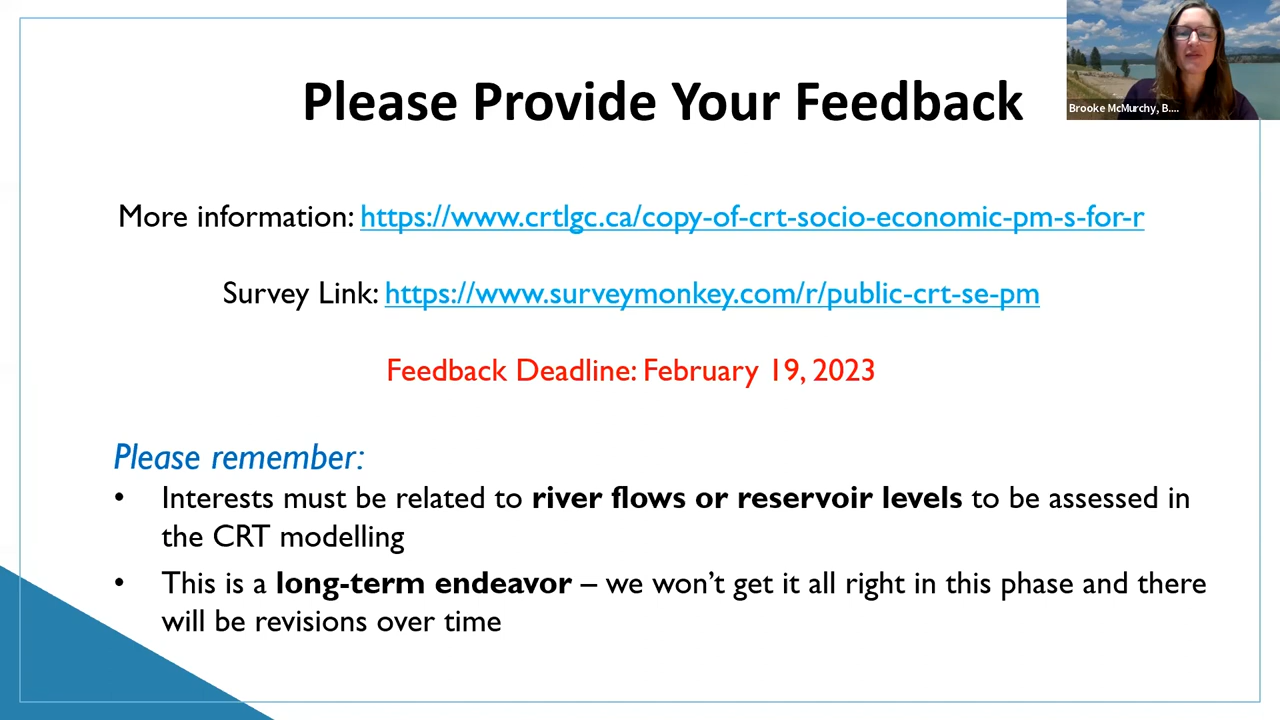 Please Provide Your Feedback
Brooke McMurchy, B....
More information: https://www.crtlgc.ca/copy-of-crt-socio-economic-pm-s-for-r
Survey Link: https://www.surveymonkey.com/r/public-crt-se-pm
Feedback Deadline: February 19, 2023
Please remember:
• Interests must be related to river flows or reservoir levels to be assessed in
the CRT modelling
• This is a long-term endeavor – we won’t get it all right in this phase and there
will be revisions over time